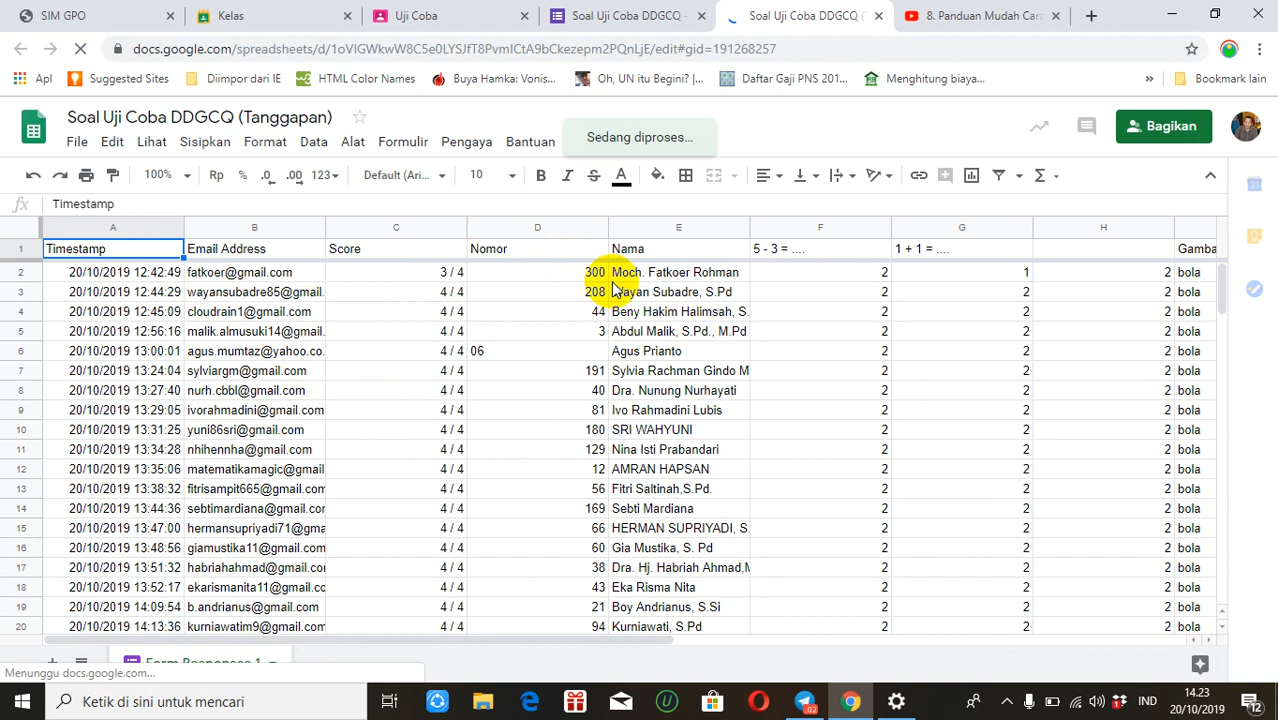 SIM GPO
Kelas
Uji Coba
Soal Uji Coba DDGCQ -
Soal Uji Coba DDGCQ (
8. Panduan Mudah Cara
docs.google.com/spreadsheets/d/1oVlGWkwW8C5e0LYSJfT8PvmlCtA9bCkezepm2PQnLjE/edit#gid=191268257
Apl
Suggested Sites
Diimpor dari IE
HTML Color Names
Buya Hamka: Vonis...
Oh, UN itu Begini? |...
Daftar Gaji PNS 201...
Menghitung biaya...
»
Bookmark lain
Soal Uji Coba DDGCQ (Tanggapan)
Sedang diproses...
Bagikan
File Edit Lihat Sisipkan Format Data Alat Formulir Pengaya Bantuan
100% Rp % .0 .00 123 Default (Ari... 10 B I S A
fx Timestamp
A B C D E F G H
1 Timestamp Email Address Score Nomor Nama 5 - 3 = .... 1 + 1 = .... Gamba
2 20/10/2019 12:42:49 fatkoer@gmail.com 3 / 4 300 Moch. Fatkoer Rohman 2 1 2 bola
3 20/10/2019 12:44:29 wayansubadre85@gmail. 4 / 4 208 Wayan Subadre, S.Pd 2 2 2 bola
4 20/10/2019 12:45:09 cloudrain1@gmail.com 4 / 4 44 Beny Hakim Halimsah, S. 2 2 2 bola
5 20/10/2019 12:56:16 malik.almusuki14@gmail. 4 / 4 3 Abdul Malik, S.Pd., M.Pd 2 2 2 bola
6 20/10/2019 13:00:01 agus.mumtaz@yahoo.co. 4 / 4 06 Agus Prianto 2 2 2 bola
7 20/10/2019 13:24:04 sylviargm@gmail.com 4 / 4 191 Sylvia Rachman Gindo M 2 2 2 bola
8 20/10/2019 13:27:40 nurh.cbbl@gmail.com 4 / 4 40 Dra. Nunung Nurhayati 2 2 2 bola
9 20/10/2019 13:29:05 ivorahmadini@gmail.com 4 / 4 81 Ivo Rahmadini Lubis 2 2 2 bola
10 20/10/2019 13:31:25 yuni86sri@gmail.com 4 / 4 180 SRI WAHYUNI 2 2 2 bola
11 20/10/2019 13:34:28 nhihennha@gmail.com 4 / 4 129 Nina Isti Prabandari 2 2 2 bola
12 20/10/2019 13:35:06 matematikamagic@gmail 4 / 4 12 AMRAN HAPSAN 2 2 2 bola
13 20/10/2019 13:38:32 fitrisampit665@gmail.com 4 / 4 56 Fitri Saltinah,S.Pd. 2 2 2 bola
14 20/10/2019 13:44:36 sebtimardiana@gmail.com 4 / 4 169 Sebti Mardiana 2 2 2 bola
15 20/10/2019 13:47:00 hermansupriyadi71@gma 4 / 4 66 HERMAN SUPRIYADI, S. 2 2 2 bola
16 20/10/2019 13:48:56 giamustika11@gmail.com 4 / 4 60 Gia Mustika, S. Pd 2 2 2 bola
17 20/10/2019 13:51:32 habriahahmad@gmail.com 4 / 4 38 Dra. Hj. Habriah Ahmad,M 2 2 2 bola
18 20/10/2019 13:52:17 ekarismanita11@gmail.com 4 / 4 43 Eka Risma Nita 2 2 2 bola
19 20/10/2019 14:09:54 b.andrianus@gmail.com 4 / 4 21 Boy Andrianus, S.Si 2 2 2 bola
20 20/10/2019 14:13:36 kurniawatim9@gmail.com 4 / 4 94 Kurniawati, S.Pd 2 2 2 bola
Form Responses 1
Menunggu docs.google.com...
Ketik di sini untuk mencari
IND
14.23
20/10/2019
12